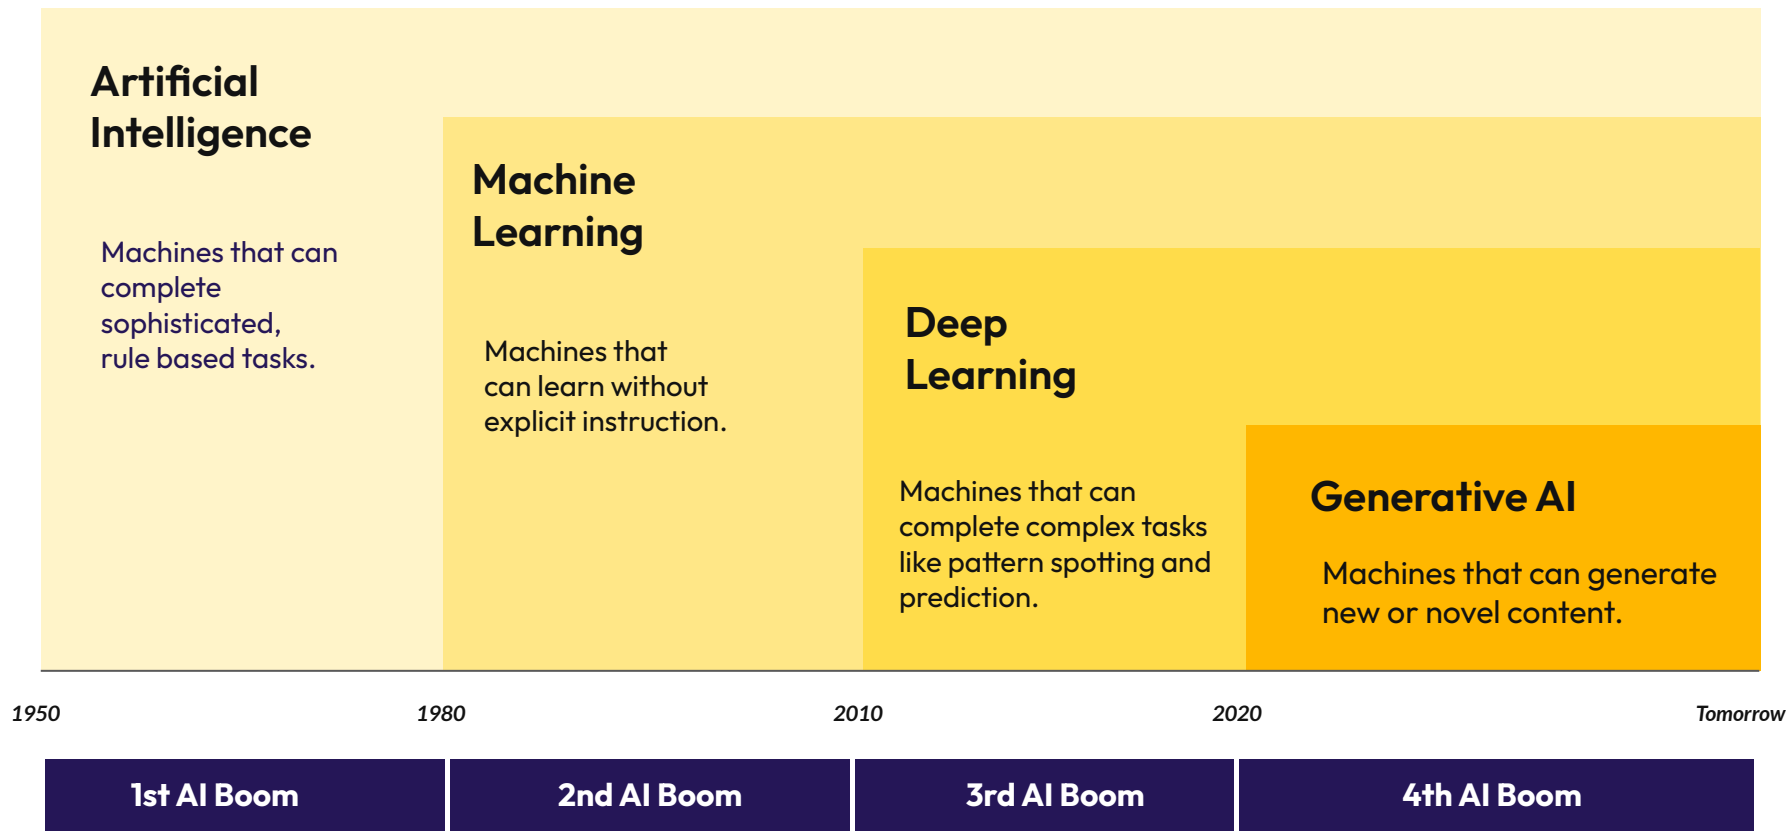 Artificial
Intelligence
Machines that can
complete
sophisticated,
rule based tasks.
Machine
Learning
Machines that
can learn without
explicit instruction.
Deep
Learning
Machines that can
complete complex tasks
like pattern spotting and
prediction.
Generative AI
Machines that can generate
new or novel content.
1950
1980
2010
2020
Tomorrow
1st AI Boom
2nd AI Boom
3rd AI Boom
4th AI Boom